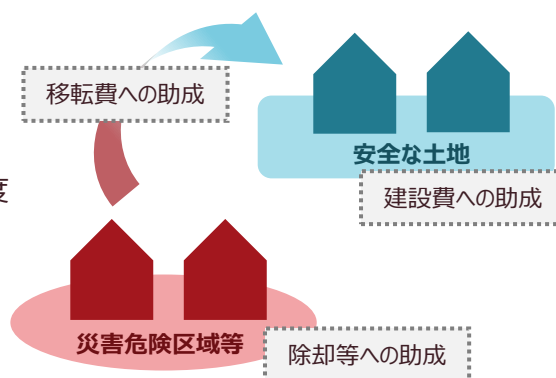 移転費への助成
安全な土地
建設費への助成
度
災害危険区域等
除却等への助成